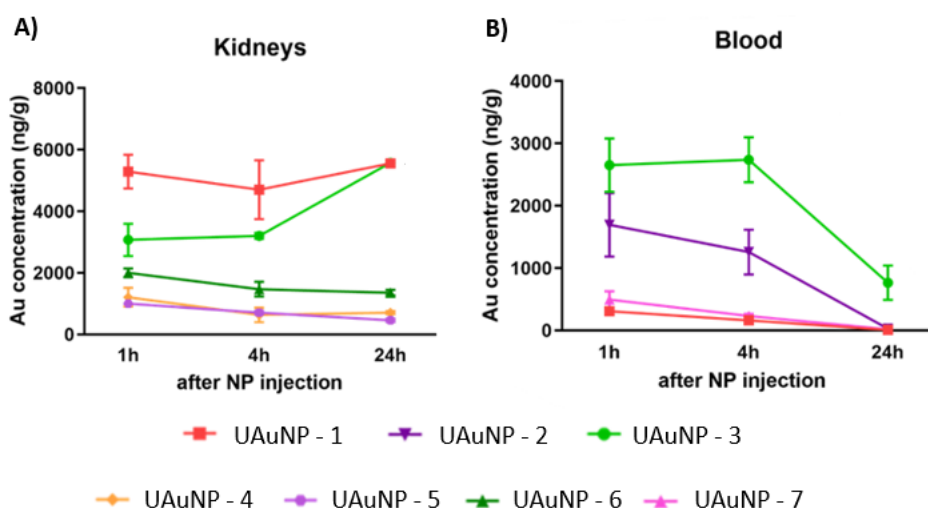 A)
Kidneys
Au concentration (ng/g)
8000
6000
4000
2000
0
1h 4h 24h
after NP injection
B)
Blood
Au concentration (ng/g)
4000
3000
2000
1000
0
1h 4h 24h
after NP injection
UAuNP - 1 UAuNP - 2 UAuNP - 3
UAuNP - 4 UAuNP - 5 UAuNP - 6 UAuNP - 7